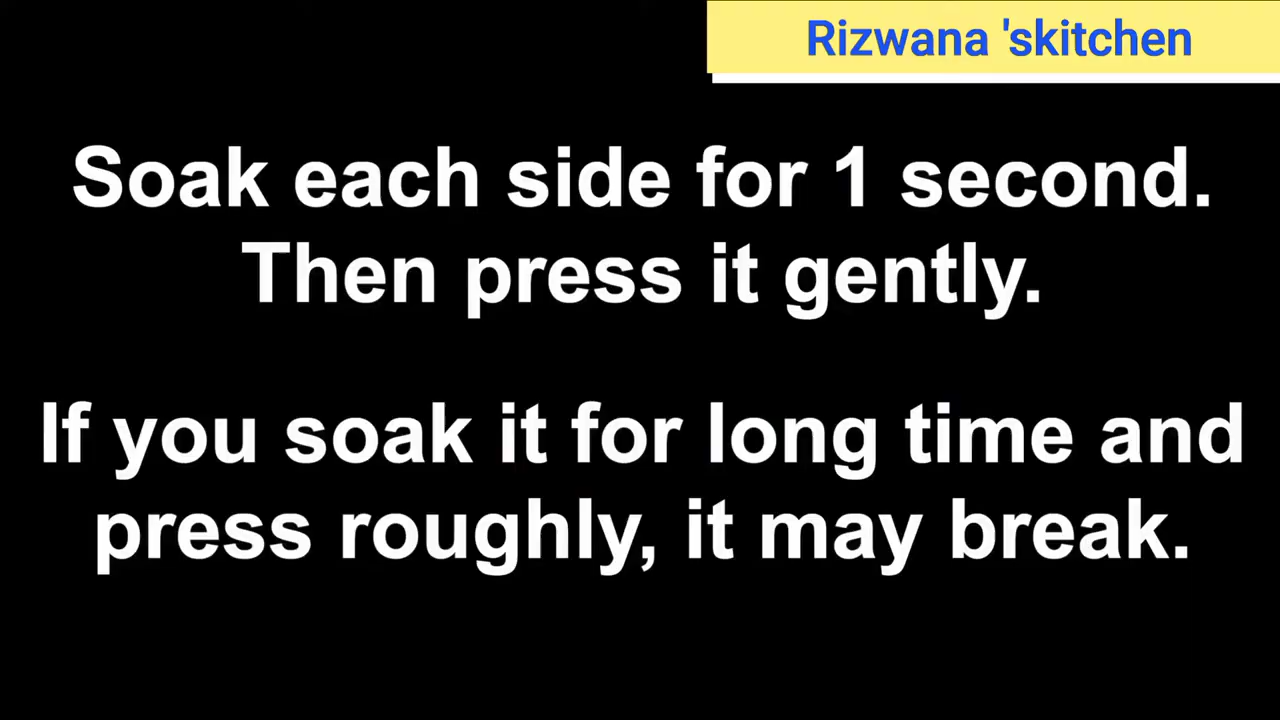 Rizwana 'skitchen
Soak each side for 1 second.
Then press it gently.
If you soak it for long time and
press roughly, it may break.